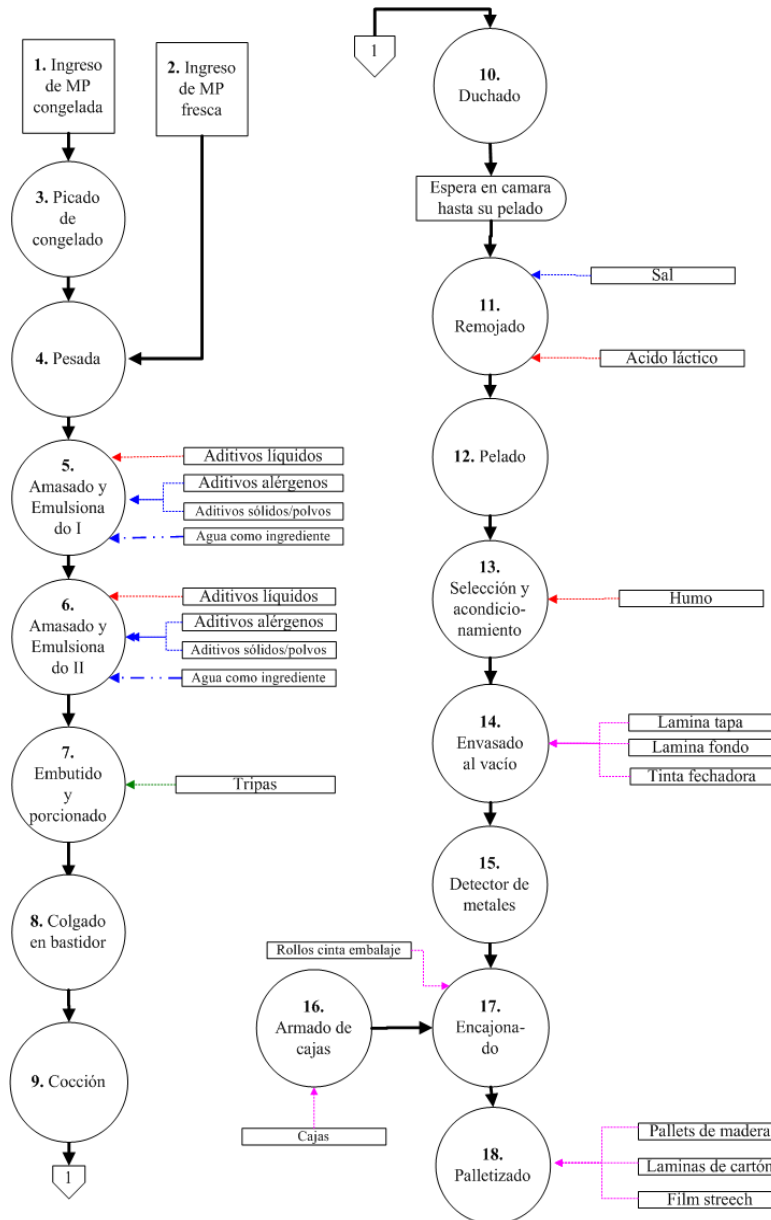 1. Ingreso
de MP
congelada
2. Ingreso
de MP
fresca
3. Picado
de
congelado
4. Pesada
5.
Amasado y
Emulsiona
do I
Aditivos líquidos
Aditivos alérgenos
Aditivos sólidos/polvos
Agua como ingrediente
6.
Amasado y
Emulsiona
do II
Aditivos líquidos
Aditivos alérgenos
Aditivos sólidos/polvos
Agua como ingrediente
7.
Embutido
y
porcionado
Tripas
8. Colgado
en bastidor
9. Cocción
1
1
10.
Duchado
Espera en camara
hasta su pelado
11.
Remojado
Sal
Acido láctico
12. Pelado
13.
Selección y
acondicio-
namiento
Humo
14.
Envasado
al vacío
Lamina tapa
Lamina fondo
Tinta fechadora
15.
Detector de
metales
Rollos cinta embalaje
16.
Armado de
cajas
Cajas
17.
Encajona-
do
18.
Palletizado
Pallets de madera
Laminas de cartón
Film streech